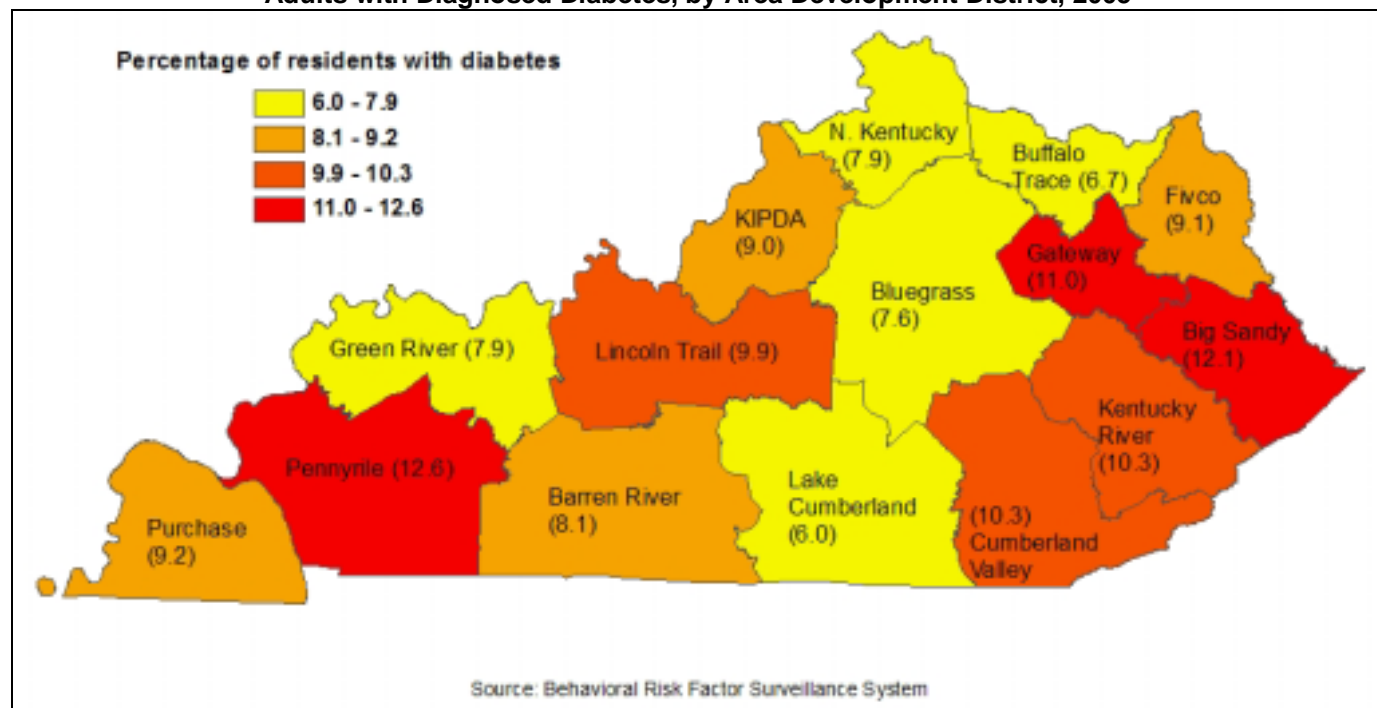 Percentage of residents with diabetes
6.0 - 7.9
8.1 - 9.2
9.9 - 10.3
11.0 - 12.6
N. Kentucky
(7.9)
Buffalo
Trace (6.7)
Fivco
(9.1)
KIPDA
(9.0)
Gateway
(11.0)
Bluegrass
(7.6)
Green River (7.9)
Lincoln Trail (9.9)
Big Sandy
(12.1)
Kentucky
River
(10.3)
Pennyrile (12.6)
Barren River
(8.1)
Lake
Cumberland
(6.0)
Purchase
(9.2)
(10.3)
Cumberland
Valley
Source: Behavioral Risk Factor Surveillance System